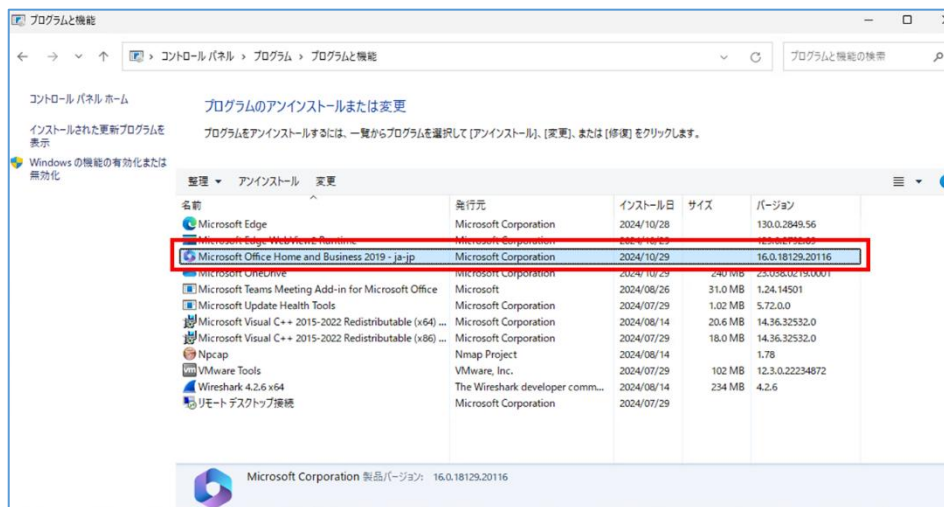 プログラムと機能
コントロール パネル › プログラム › プログラムと機能
プログラムと機能の検索
コントロール パネル ホーム
インストールされた更新プログラムを
表示
Windows の機能の有効化または
無効化
プログラムのアンインストールまたは変更
プログラムをアンインストールするには、一覧からプログラムを選択して [アンインストール]、[変更]、または [修復] をクリックします。
整理 アンインストール 変更
名前 発行元 インストール日 サイズ バージョン
Microsoft Edge Microsoft Corporation 2024/10/28 130.0.2849.56
Microsoft Edge WebView2 Runtime Microsoft Corporation
Microsoft Office Home and Business 2019 - ja-jp Microsoft Corporation 2024/10/29 16.0.18129.20116
Microsoft OneDrive Microsoft Corporation 2024/10/29 240 MB 23.038.0219.0001
Microsoft Teams Meeting Add-in for Microsoft Office Microsoft 2024/08/26 31.0 MB 1.24.14501
Microsoft Update Health Tools Microsoft Corporation 2024/07/29 1.02 MB 5.72.0.0
Microsoft Visual C++ 2015-2022 Redistributable (x64) ... Microsoft Corporation 2024/08/14 20.6 MB 14.36.32532.0
Microsoft Visual C++ 2015-2022 Redistributable (x86) ... Microsoft Corporation 2024/07/29 18.0 MB 14.36.32532.0
Npcap Nmap Project 2024/08/14 1.78
VMware Tools VMware, Inc. 2024/07/29 102 MB 12.3.0.22234872
Wireshark 4.2.6 x64 The Wireshark developer comm... 2024/08/14 234 MB 4.2.6
リモート デスクトップ接続 Microsoft Corporation 2024/07/29
Microsoft Corporation 製品バージョン: 16.0.18129.20116